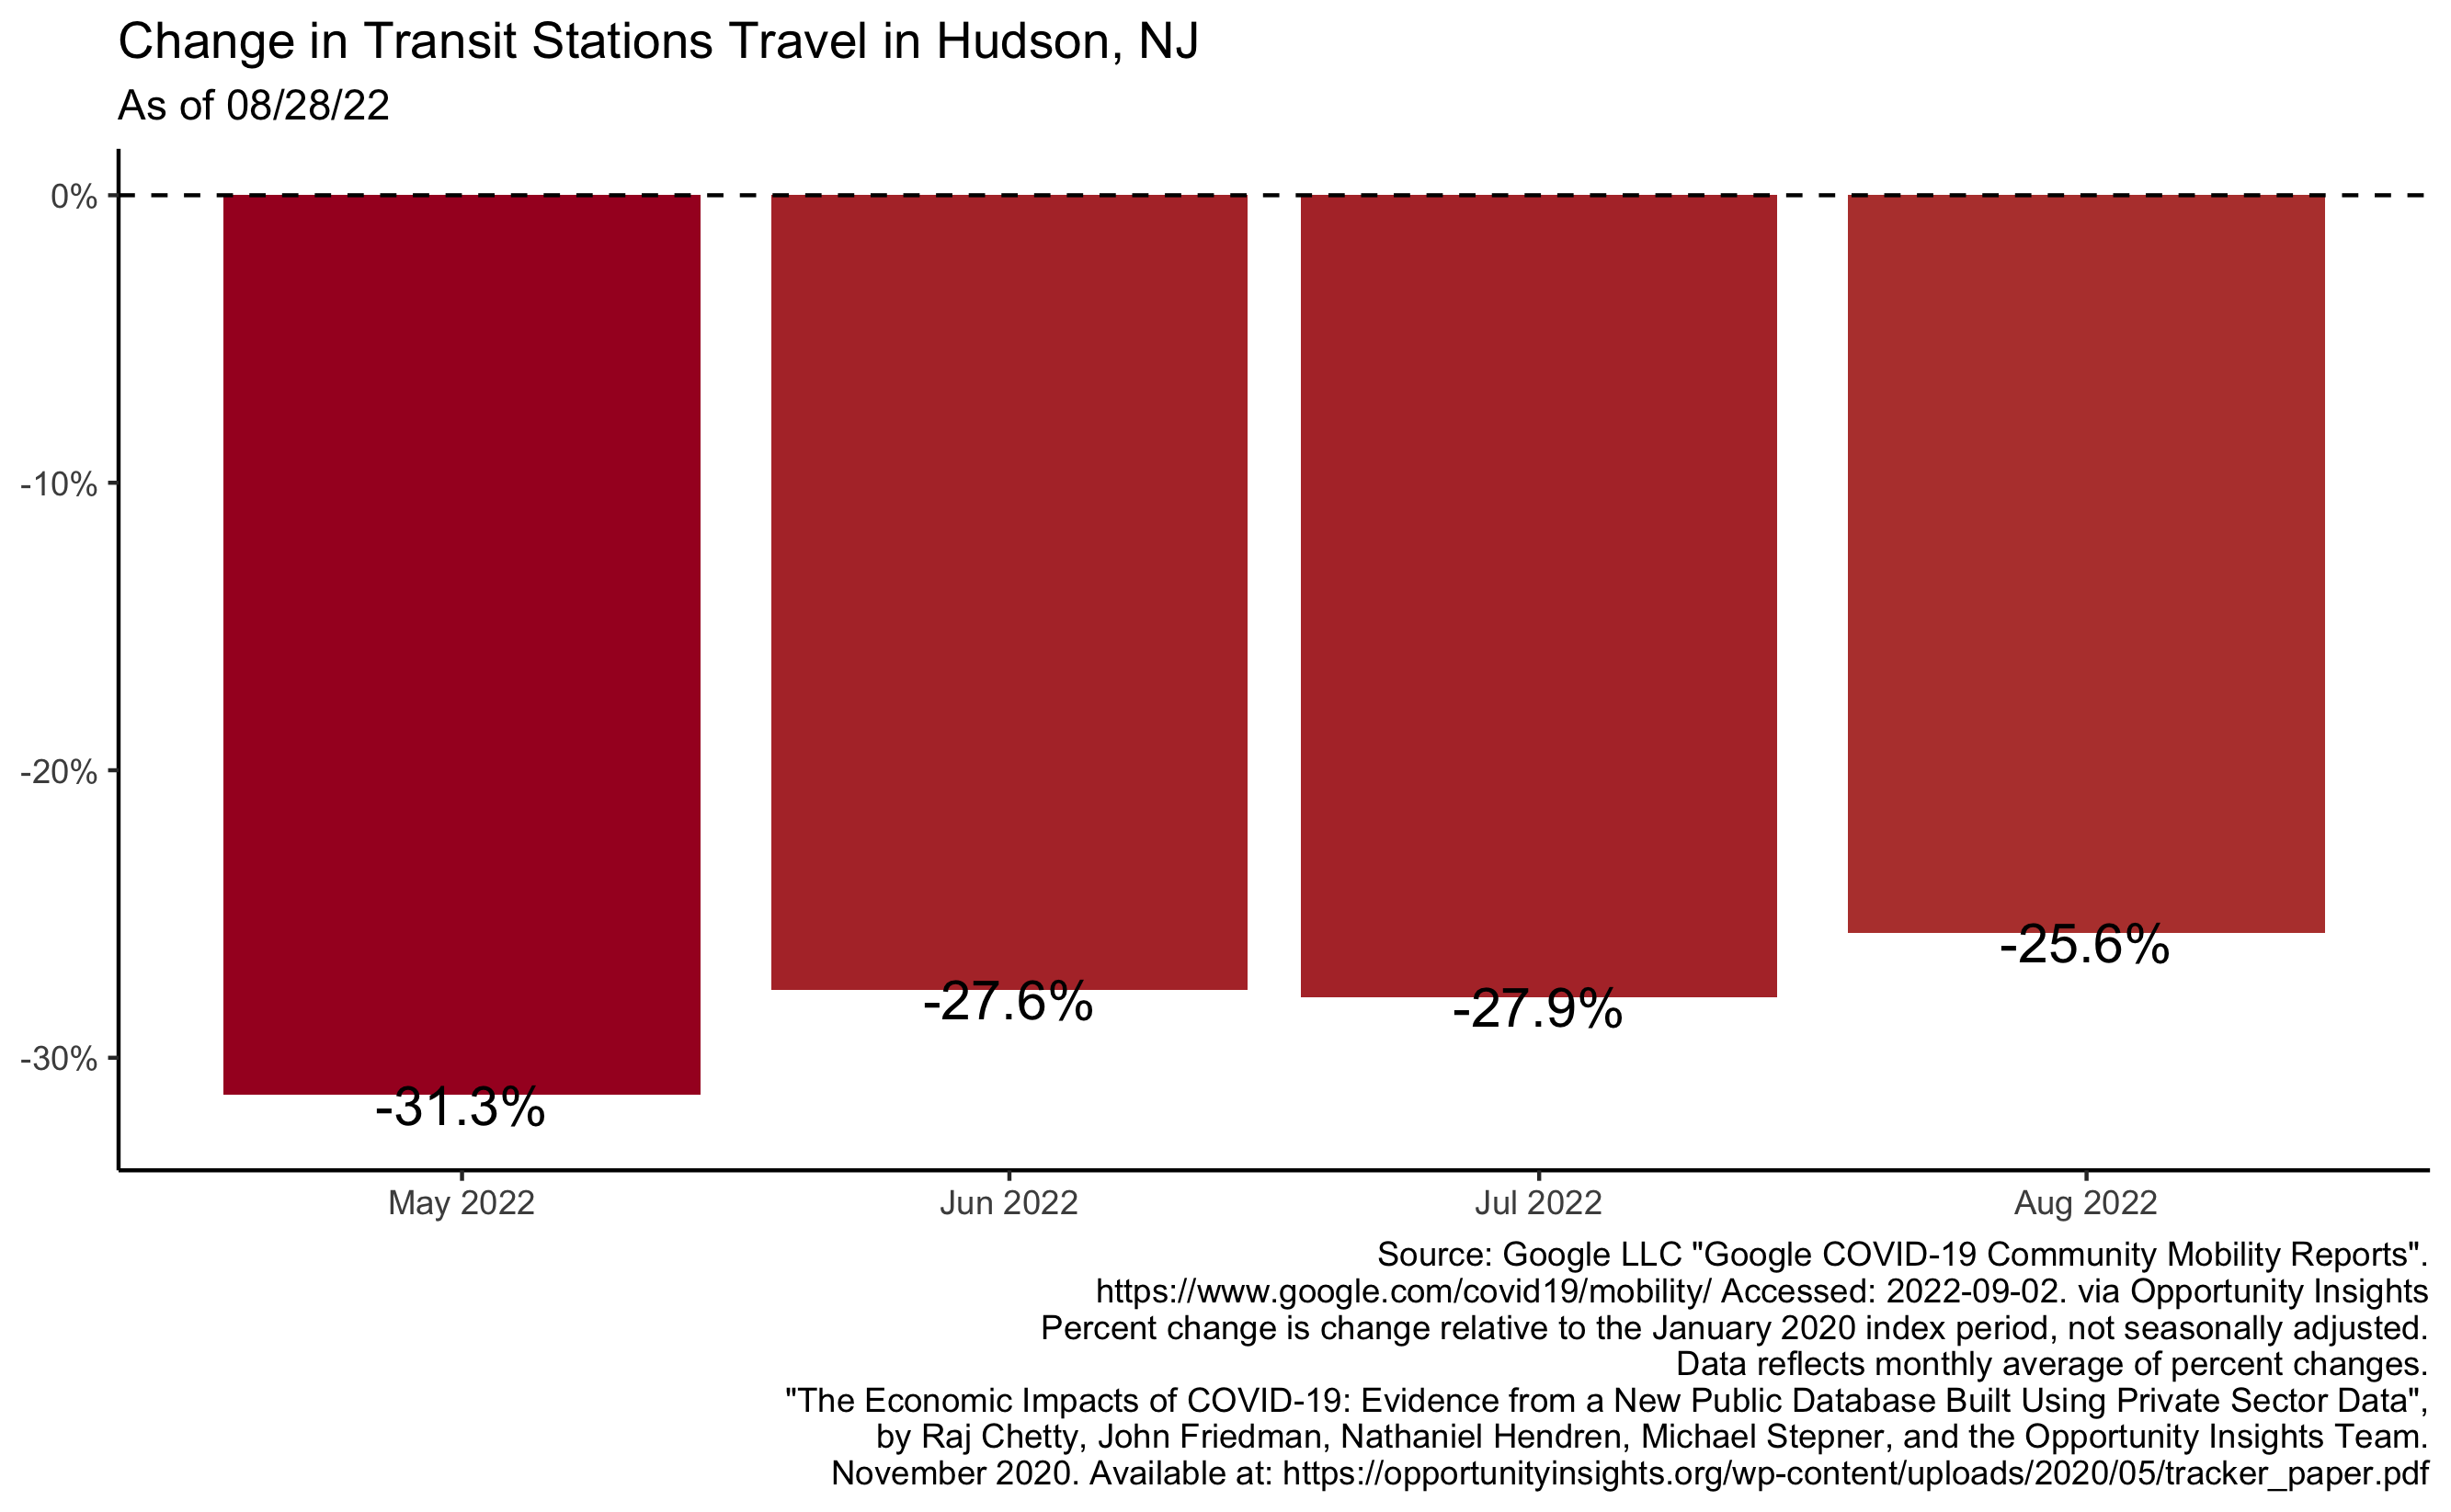 Change in Transit Stations Travel in Hudson, NJ
As of 08/28/22
0%
-10%
-20%
-30%
-31.3%
-27.6%
-27.9%
-25.6%
May 2022
Jun 2022
Jul 2022
Aug 2022
Source: Google LLC "Google COVID-19 Community Mobility Reports".
https://www.google.com/covid19/mobility/ Accessed: 2022-09-02. via Opportunity Insights
Percent change is change relative to the January 2020 index period, not seasonally adjusted.
Data reflects monthly average of percent changes.
"The Economic Impacts of COVID-19: Evidence from a New Public Database Built Using Private Sector Data",
by Raj Chetty, John Friedman, Nathaniel Hendren, Michael Stepner, and the Opportunity Insights Team.
November 2020. Available at: https://opportunityinsights.org/wp-content/uploads/2020/05/tracker_paper.pdf